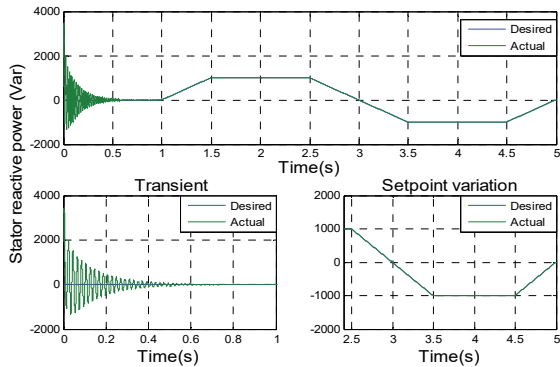 Stator reactive power (Var)
4000
2000
0
-2000
0 0.5 1 1.5 2 2.5 3 3.5 4 4.5 5
Time(s)
Desired
Actual
Transient
4000
2000
0
-2000
0 0.2 0.4 0.6 0.8 1
Time(s)
Desired
Actual
Setpoint variation
2000
1000
0
-1000
-2000
2.5 3 3.5 4 4.5 5
Time(s)
Desired
Actual